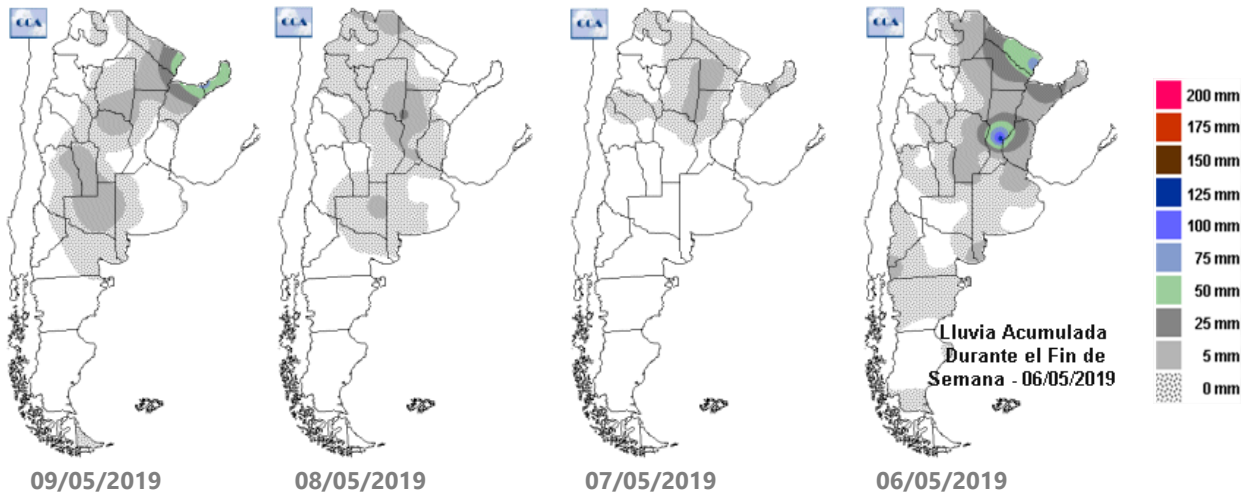 CCA
CCA
CCA
CCA
200 mm
175 mm
150 mm
125 mm
100 mm
75 mm
50 mm
25 mm
5 mm
0 mm
Lluvia Acumulada
Durante el Fin de
Semana - 06/05/2019
09/05/2019
08/05/2019
07/05/2019
06/05/2019